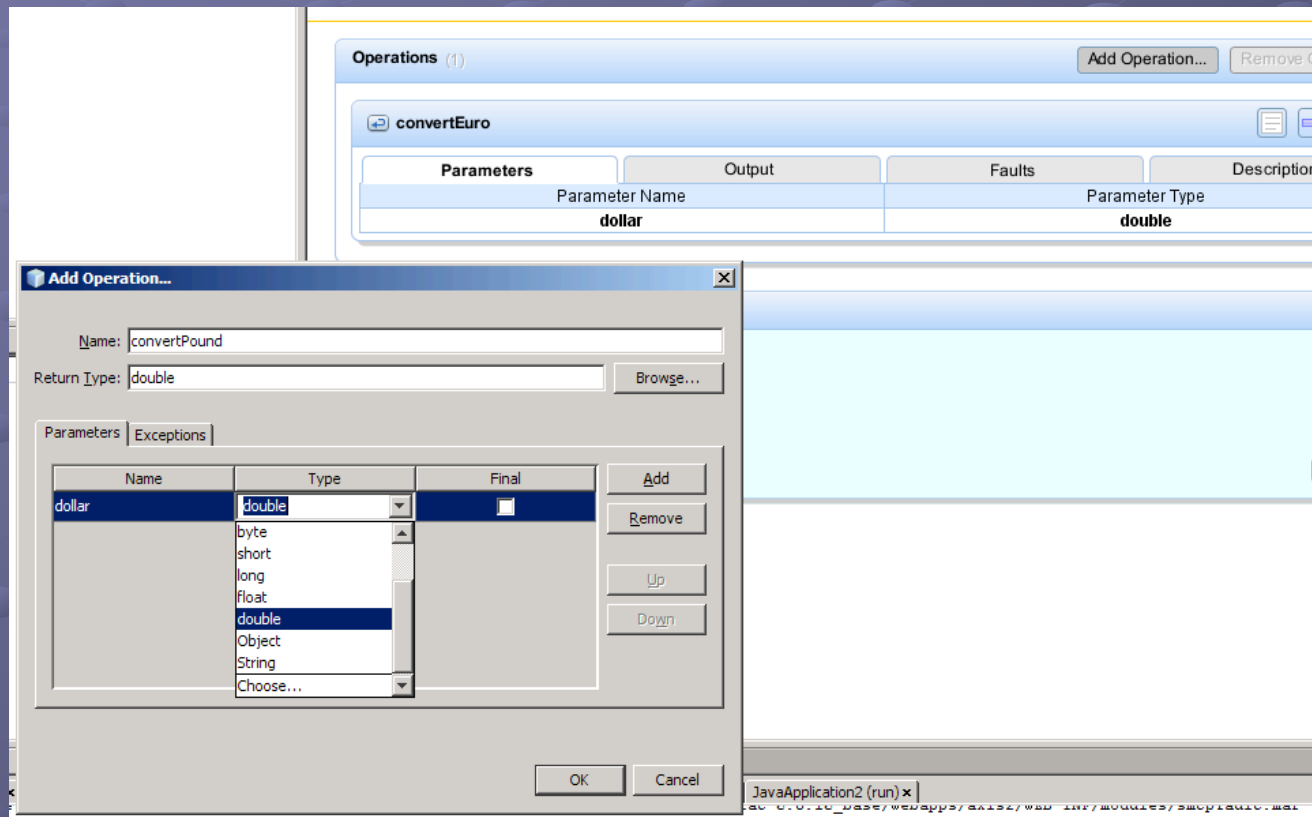 Operations (1)
Add Operation...
Remove
convertEuro
Parameters
Output
Faults
Description
Parameter Name
Parameter Type
dollar
double
Add Operation...
Name: convertPound
Return Type: double
Browse...
Parameters
Exceptions
Name
Type
Final
Add
dollar
double
Remove
byte
short
long
float
double
Object
String
Choose...
Up
Down
OK
Cancel
JavaApplication2 (run)